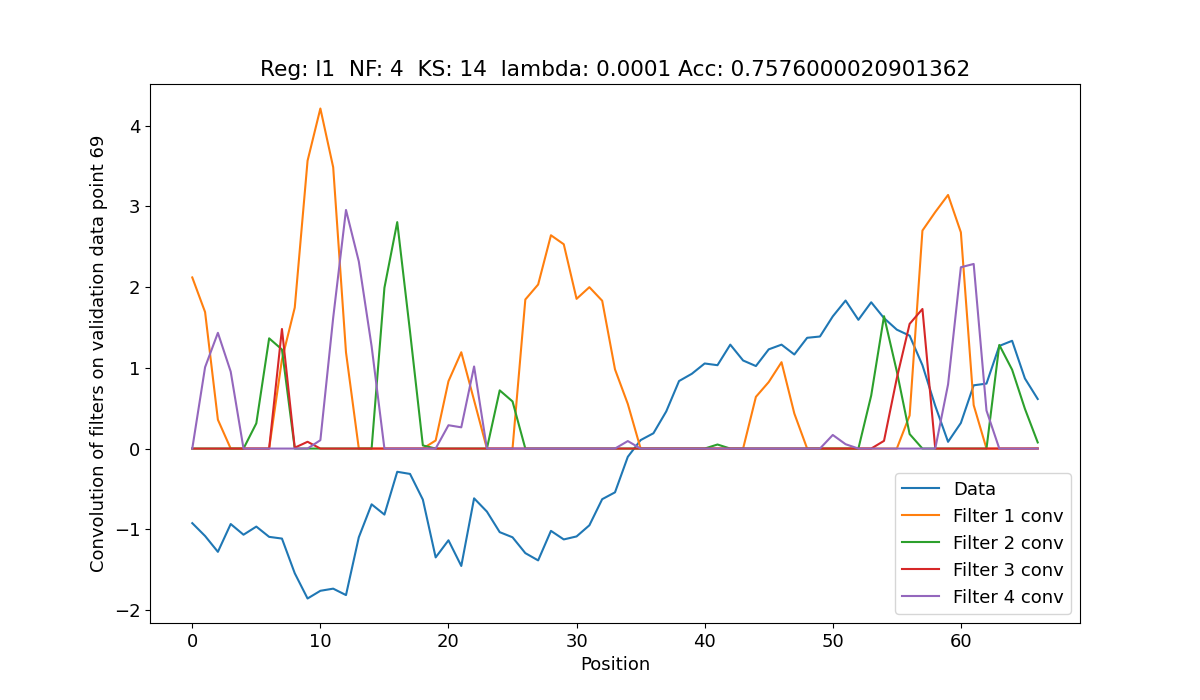 Reg: l1  NF: 4  KS: 14  lambda: 0.0001 Acc: 0.7576000020901362
Convolution of filters on validation data point 69
4
3
2
1
0
−1
−2
0 10 20 30 40 50 60
Position
Data
Filter 1 conv
Filter 2 conv
Filter 3 conv
Filter 4 conv